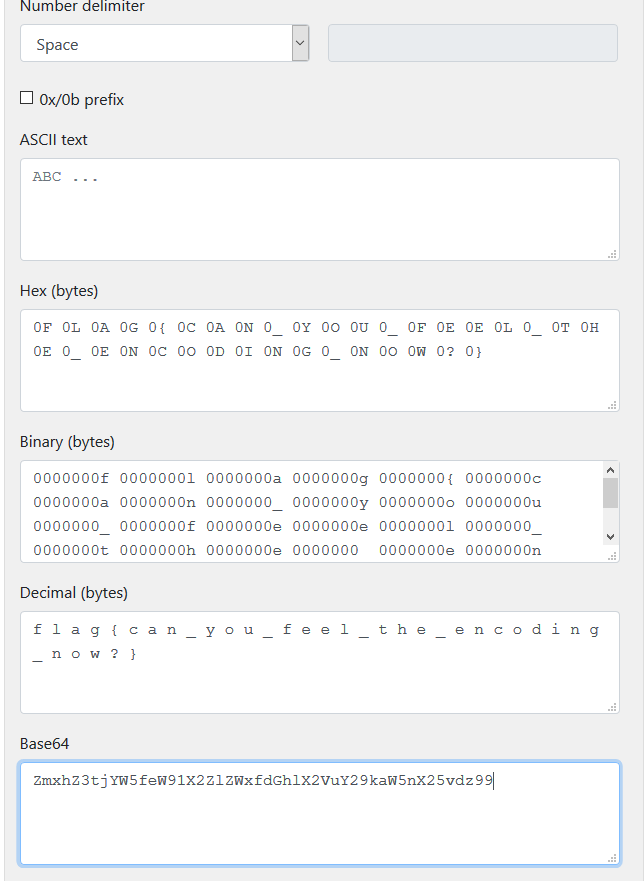 Number delimiter
Space
0x/0b prefix
ASCII text
ABC ...
Hex (bytes)
0F 0L 0A 0G 0{ 0C 0A 0N 0_ 0Y 0O 0U 0_ 0F 0E 0E 0L 0_ 0T 0H
0E 0_ 0E 0N 0C 0O 0D 0I 0N 0G 0_ 0N 0O 0W 0? 0}
Binary (bytes)
0000000f 0000000l 0000000a 0000000g 0000000{ 0000000c
0000000a 0000000n 0000000_ 0000000y 0000000o 0000000u
0000000_ 0000000f 0000000e 0000000e 0000000l 0000000_
0000000t 0000000h 0000000e 0000000 0000000e 0000000n
Decimal (bytes)
f l a g { c a n _ y o u _ f e e l _ t h e _ e n c o d i n g
_ n o w ? }
Base64
ZmxhZ3tjYW5feW91X2ZlZWxfdGhlX2VuY29kaW5nX25vdz99